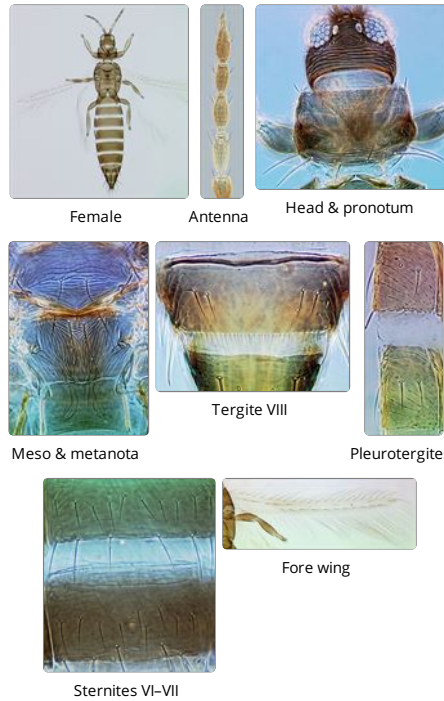 Female
Antenna
Head & pronotum
Meso & metanota
Tergite VIII
Pleurotergite
Sternites VI–VII
Fore wing